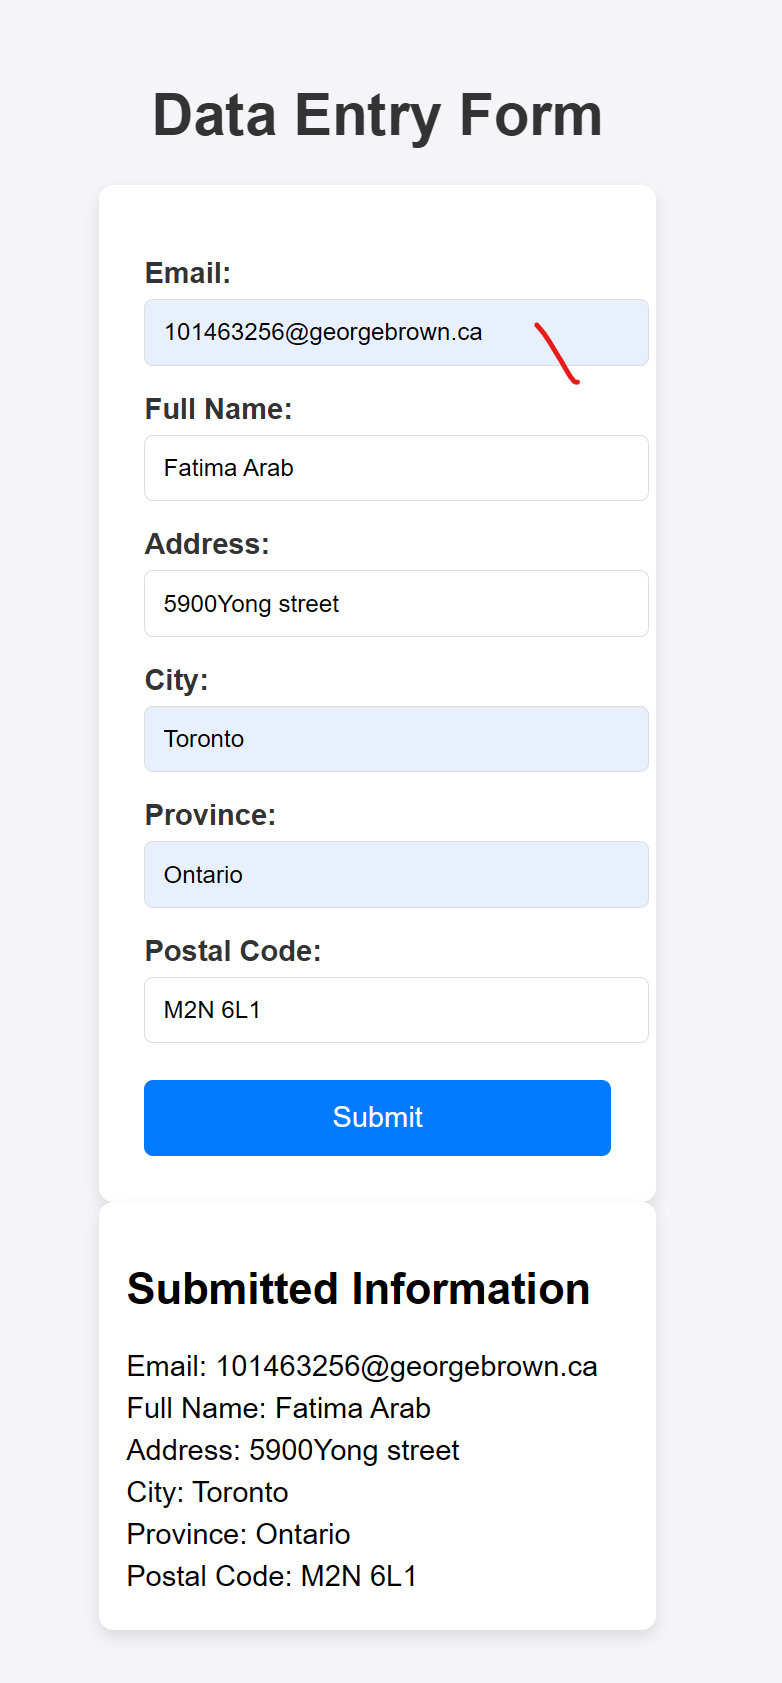 Data Entry Form
Email:
101463256@georgebrown.ca
Full Name:
Fatima Arab
Address:
5900Yong street
City:
Toronto
Province:
Ontario
Postal Code:
M2N 6L1
Submit
Submitted Information
Email: 101463256@georgebrown.ca
Full Name: Fatima Arab
Address: 5900Yong street
City: Toronto
Province: Ontario
Postal Code: M2N 6L1